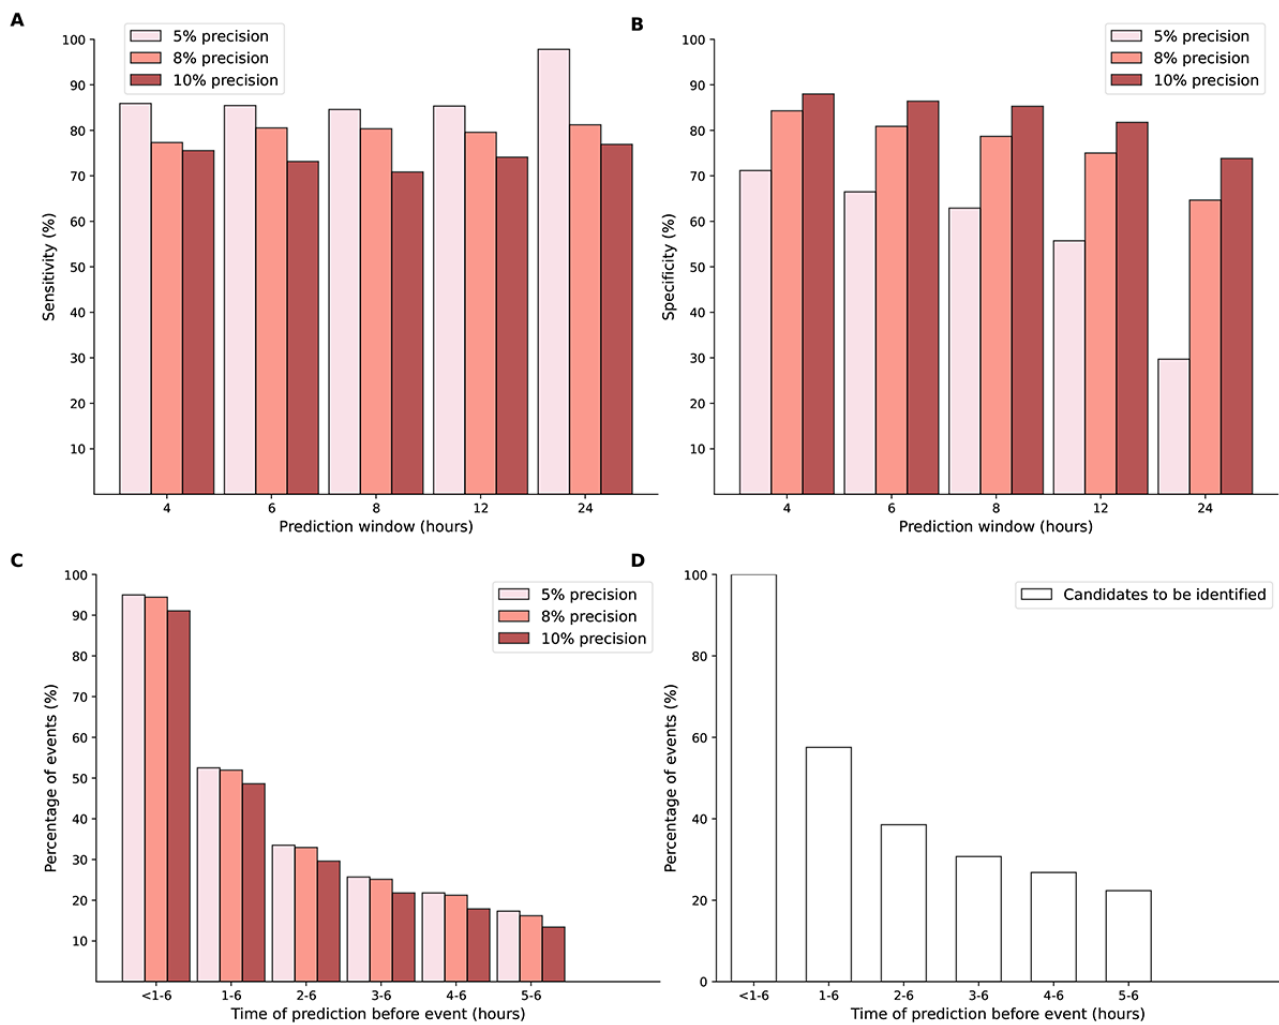 A
5% precision
8% precision
10% precision
100
90
80
70
60
50
40
30
20
10
Sensitivity (%)
4 6 8 12 24
Prediction window (hours)
B
5% precision
8% precision
10% precision
100
90
80
70
60
50
40
30
20
10
Specificity (%)
4 6 8 12 24
Prediction window (hours)
C
5% precision
8% precision
10% precision
100
90
80
70
60
50
40
30
20
10
Percentage of events (%)
<1-6 1-6 2-6 3-6 4-6 5-6
Time of prediction before event (hours)
D
Candidates to be identified
100
80
60
40
20
0
Percentage of events (%)
<1-6 1-6 2-6 3-6 4-6 5-6
Time of prediction before event (hours)